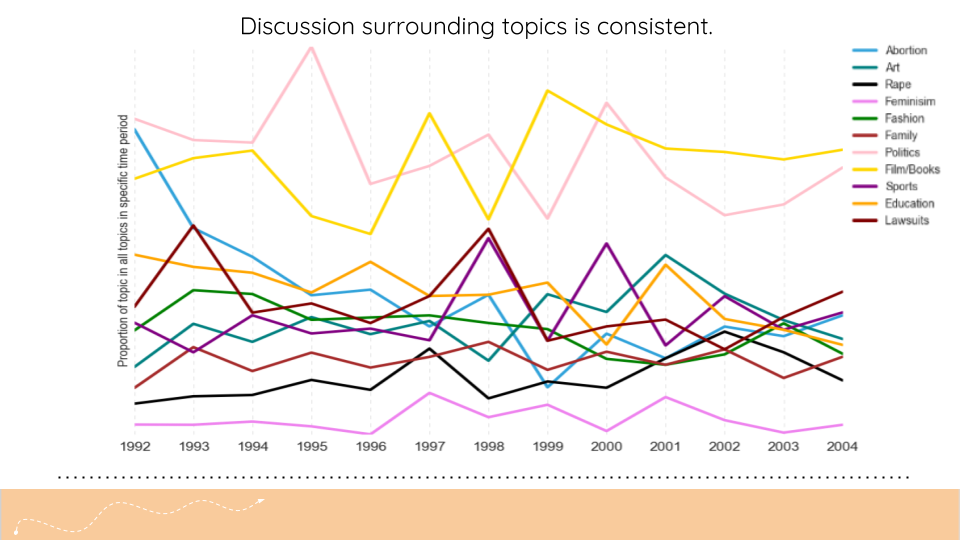 Discussion surrounding topics is consistent.
Proportion of topic in all topics in specific time period
Abortion
Art
Rape
Feminisim
Fashion
Family
Politics
Film/Books
Sports
Education
Lawsuits
1992 1993 1994 1995 1996 1997 1998 1999 2000 2001 2002 2003 2004